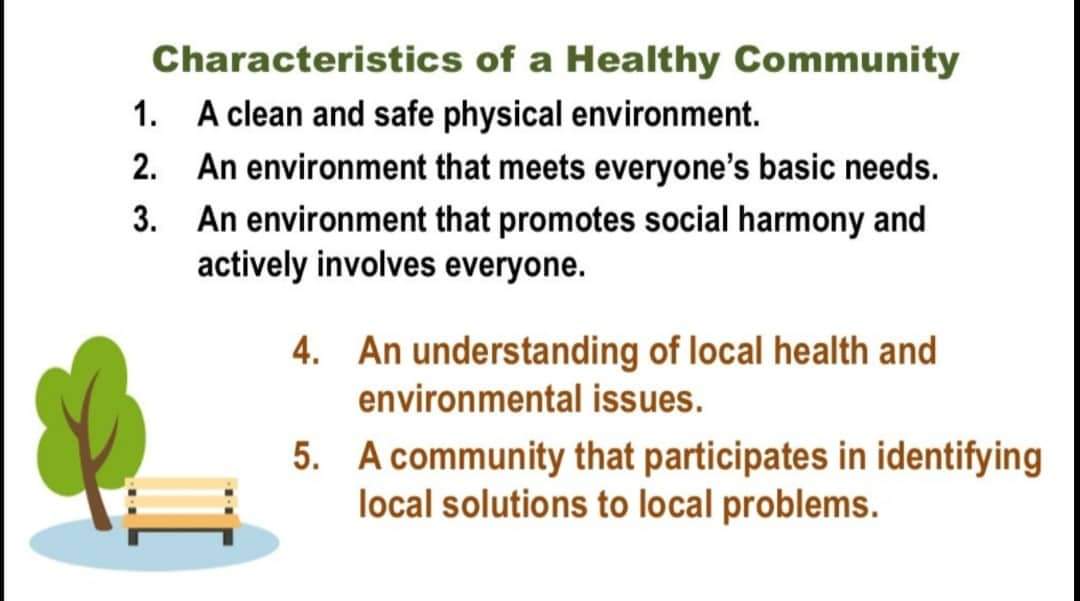 Characteristics of a Healthy Community
1. A clean and safe physical environment.
2. An environment that meets everyone’s basic needs.
3. An environment that promotes social harmony and
actively involves everyone.
4. An understanding of local health and
environmental issues.
5. A community that participates in identifying
local solutions to local problems.